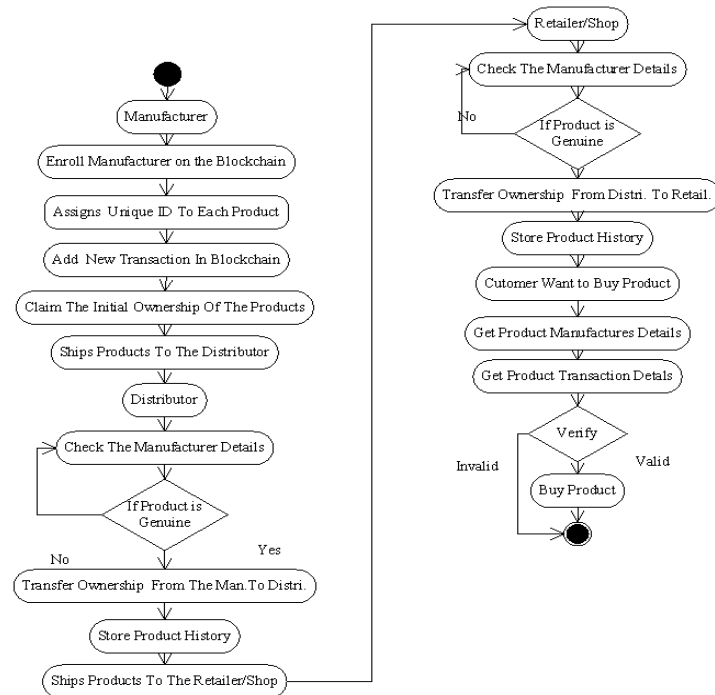 Manufacturer
Enroll Manufacturer on the Blockchain
Assigns Unique ID To Each Product
Add New Transaction In Blockchain
Claim The Initial Ownership Of The Products
Ships Products To The Distributor
Distributor
Check The Manufacturer Details
If Product is
Genuine
No
Yes
Transfer Ownership From The Man.To Distri.
Store Product History
Ships Products To The Retailer/Shop
Retailer/Shop
Check The Manufacturer Details
No
If Product is
Genuine
Transfer Ownership From Distri. To Retail.
Store Product History
Cutomer Want to Buy Product
Get Product Manufactures Details
Get Product Transaction Detals
Verify
Invalid
Valid
Buy Product